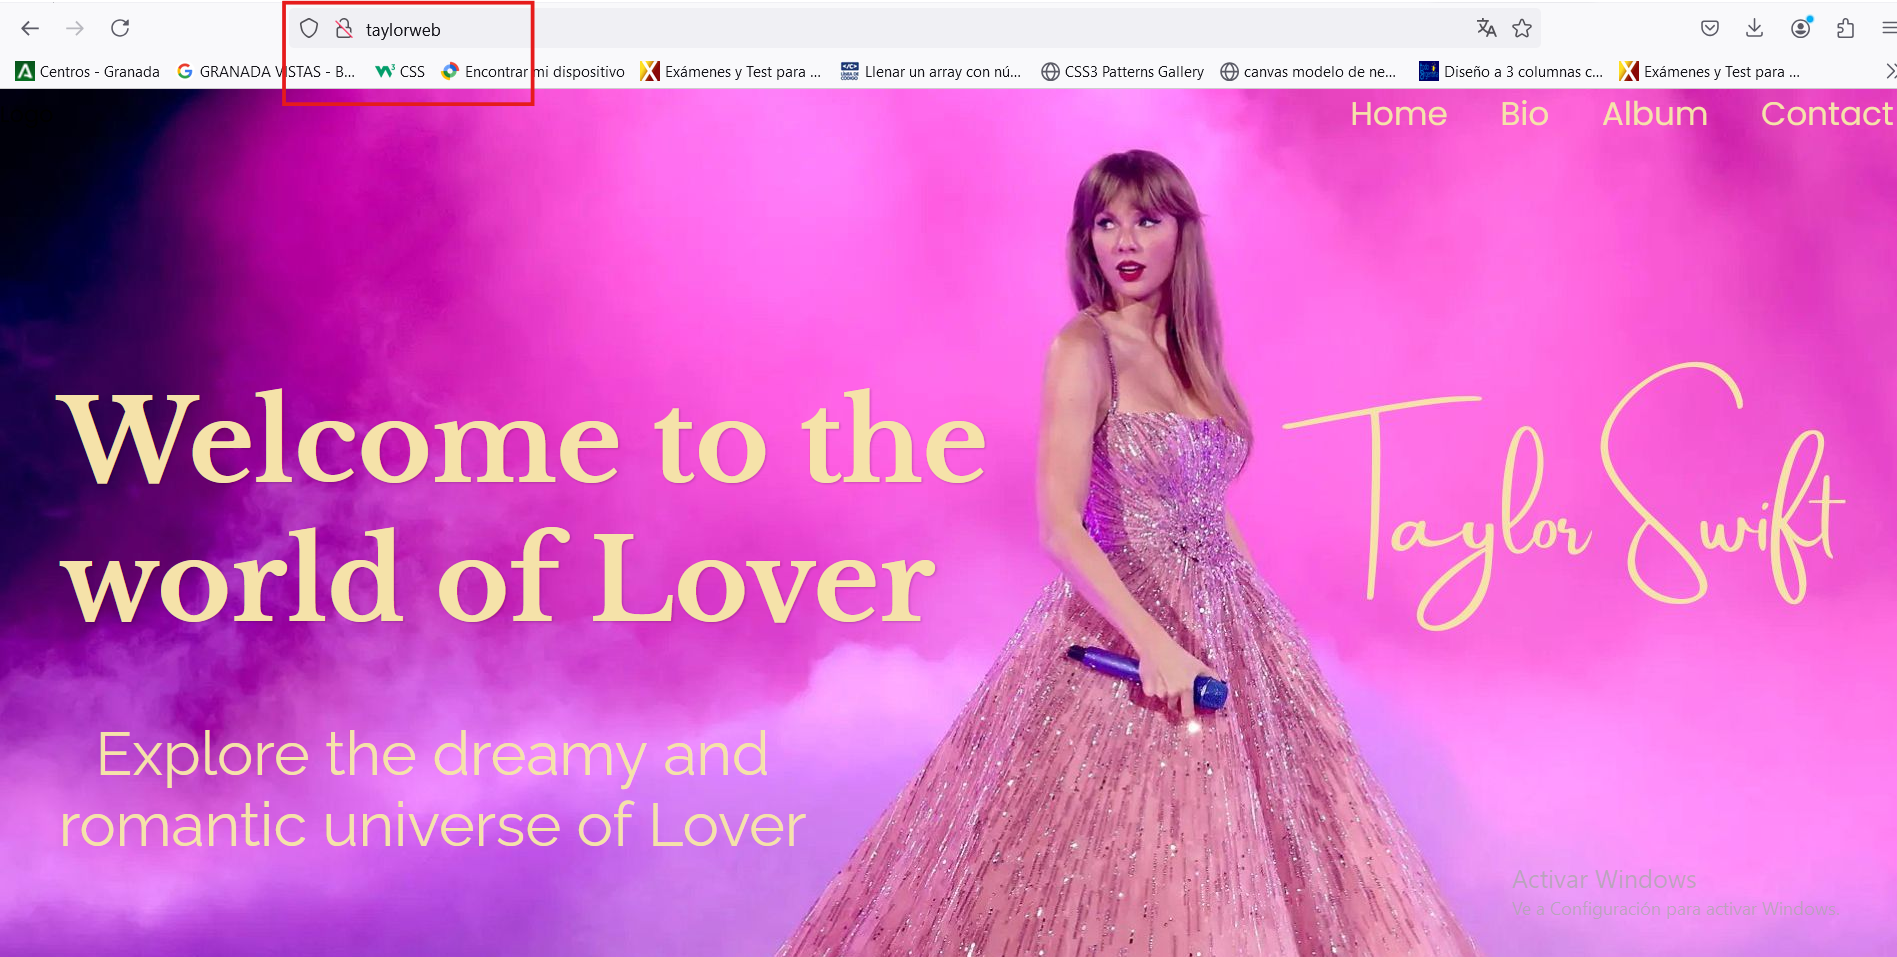 taylorweb
Centros - Granada
GRANADA VISTAS - B...
CSS
Encontrar mi dispositivo
Exámenes y Test para ...
Llenar un array con nú...
CSS3 Patterns Gallery
canvas modelo de ne...
Diseño a 3 columnas c...
Exámenes y Test para ...
Home Bio Album Contact
Welcome to the
world of Lover
Taylor Swift
Explore the dreamy and
romantic universe of Lover
Activar Windows
Ve a Configuración para activar Windows.